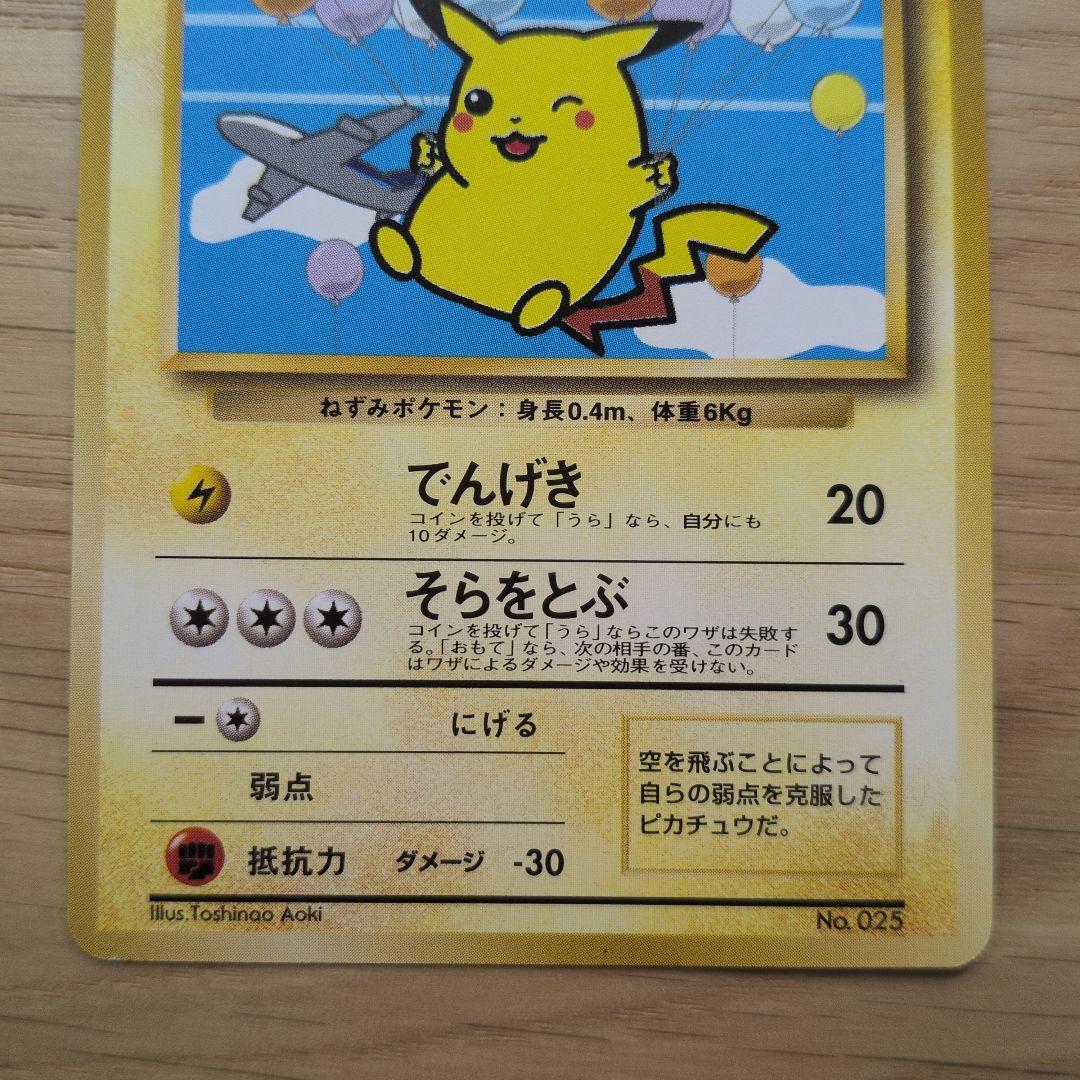 ねずみポケモン：身長0.4m、体重6Kg
でんげき 20
コインを投げて「うら」なら、自分にも
10ダメージ。
そらをとぶ 30
コインを投げて「うら」ならこのワザは失敗す
る。「おもて」なら、次の相手の番、このカード
はワザによるダメージや効果を受けない。
− にげる
弱点
抵抗力 ダメージ -30
空を飛ぶことによって
自らの弱点を克服した
ピカチュウだ。
Illus.Toshinao Aoki
No. 025